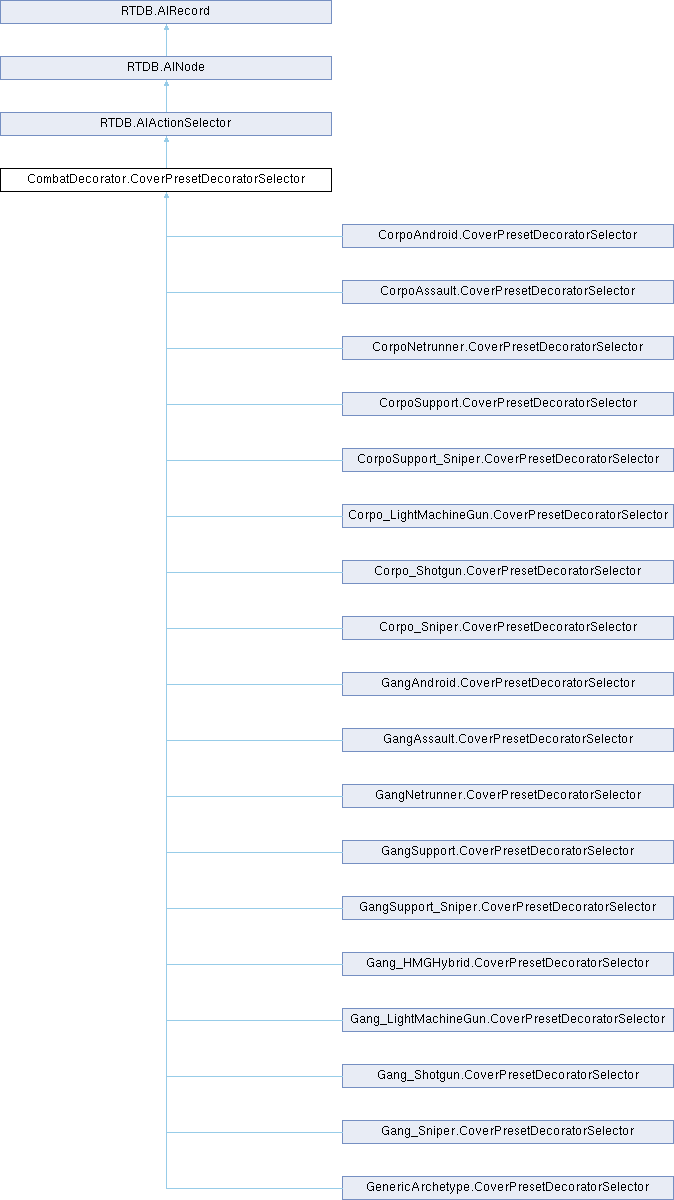 RTDB.AIRecord
RTDB.AINode
RTDB.AIActionSelector
CombatDecorator.CoverPresetDecoratorSelector
CorpoAndroid.CoverPresetDecoratorSelector
CorpoAssault.CoverPresetDecoratorSelector
CorpoNetrunner.CoverPresetDecoratorSelector
CorpoSupport.CoverPresetDecoratorSelector
CorpoSupport_Sniper.CoverPresetDecoratorSelector
Corpo_LightMachineGun.CoverPresetDecoratorSelector
Corpo_Shotgun.CoverPresetDecoratorSelector
Corpo_Sniper.CoverPresetDecoratorSelector
GangAndroid.CoverPresetDecoratorSelector
GangAssault.CoverPresetDecoratorSelector
GangNetrunner.CoverPresetDecoratorSelector
GangSupport.CoverPresetDecoratorSelector
GangSupport_Sniper.CoverPresetDecoratorSelector
Gang_HMGHybrid.CoverPresetDecoratorSelector
Gang_LightMachineGun.CoverPresetDecoratorSelector
Gang_Shotgun.CoverPresetDecoratorSelector
Gang_Sniper.CoverPresetDecoratorSelector
GenericArchetype.CoverPresetDecoratorSelector